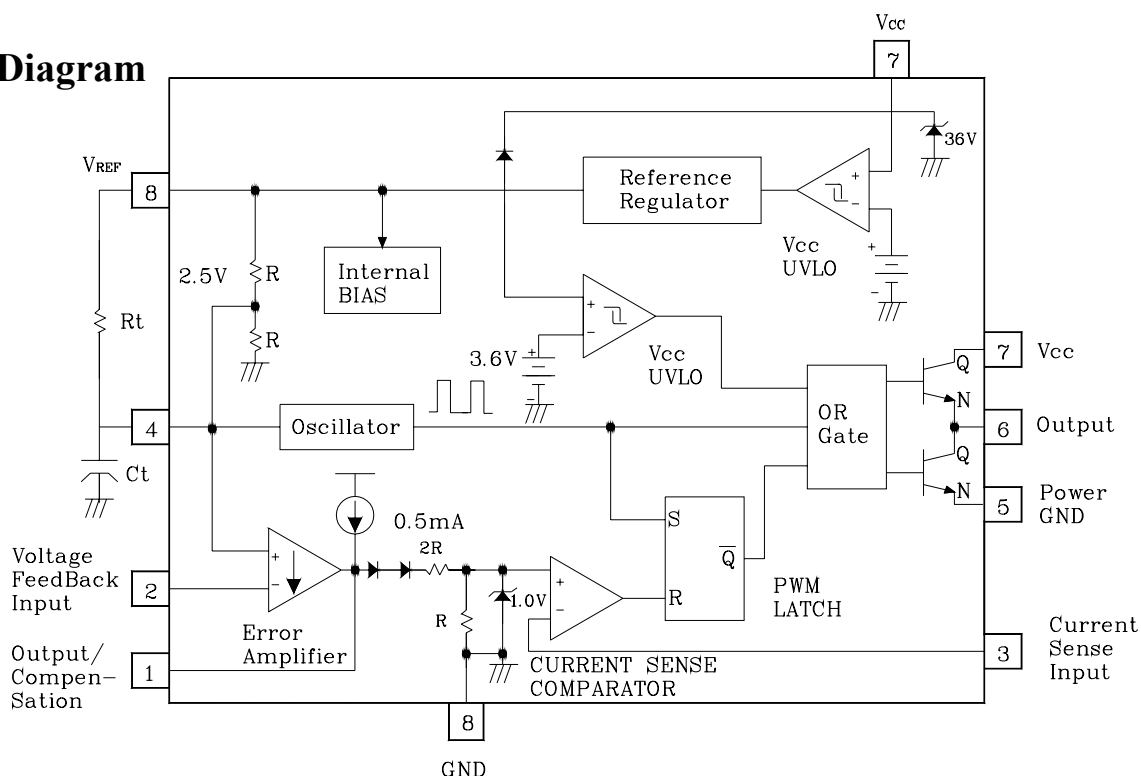 Diagram
Vcc
7
36V
VREF
8
Reference
Regulator
+
-
Vcc
UVLO
+
-
2.5V
R
Internal
BIAS
Rt
R
+
-
3.6V
+
-
Vcc
UVLO
7
Vcc
Q
N
OR
Gate
4
Oscillator
6
Output
Ct
Q
N
5
Power
GND
0.5mA
2R
S
Q
R
PWM
LATCH
Voltage
FeedBack
Input
2
+
-
1.0V
+
-
R
Error
Amplifier
Output/
Compen-
Sation
1
CURRENT SENSE
COMPARATOR
3
Current
Sense
Input
8
GND